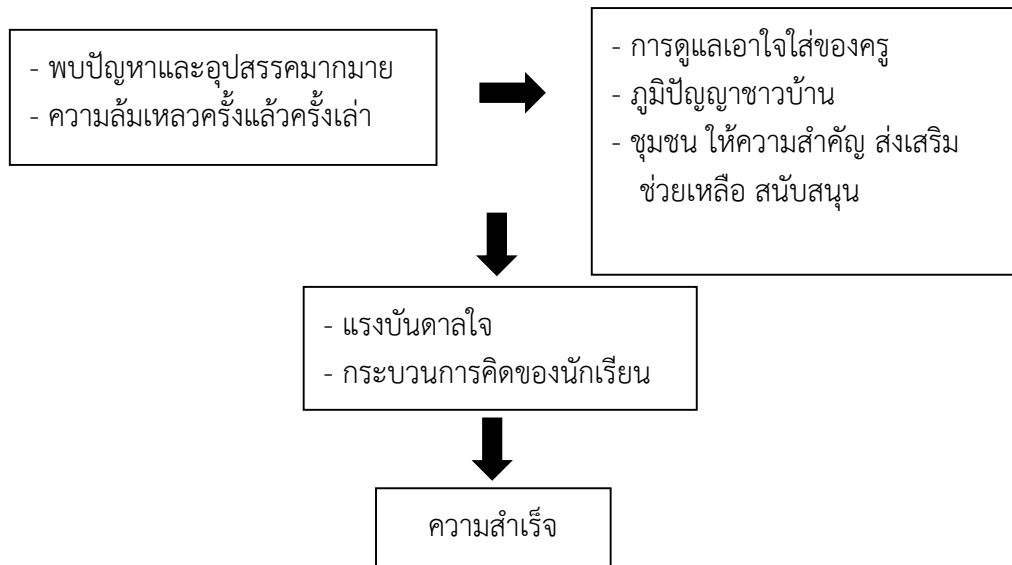 - พบปัญหาและอุปสรรคมากมาย
- ความล้มเหลวครั้งแล้วครั้งเล่า
- การดูแลเอาใจใส่ของครู
- ภูมิปัญญาชาวบ้าน
- ชุมชน ให้ความสำคัญ ส่งเสริม
ช่วยเหลือ สนับสนุน
- แรงบันดาลใจ
- กระบวนการคิดของนักเรียน
ความสำเร็จ